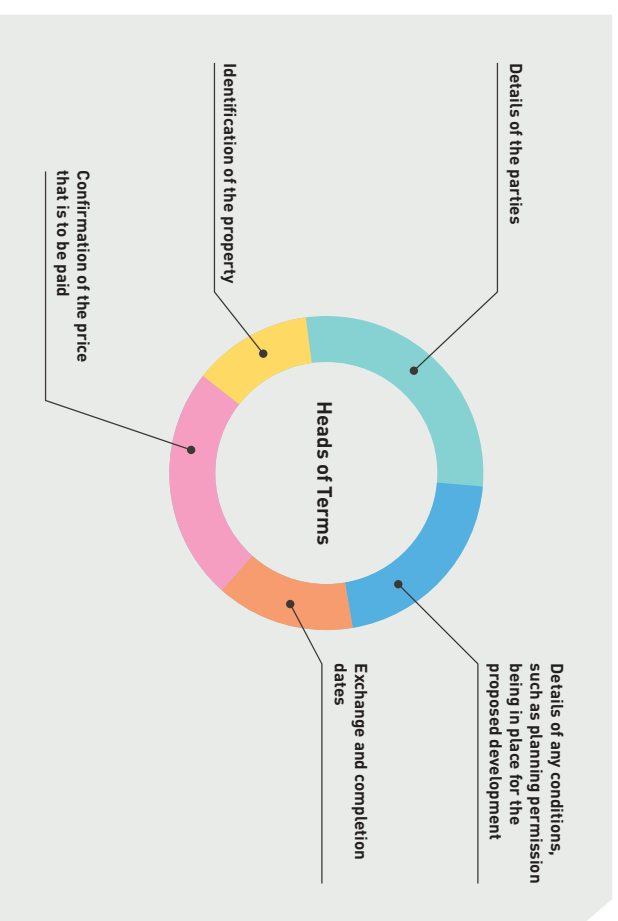 Details of the parties
Details of any conditions,
such as planning permission
being in place for the
proposed development
Heads of Terms
Exchange and completion
dates
Identification of the property
Confirmation of the price
that is to be paid